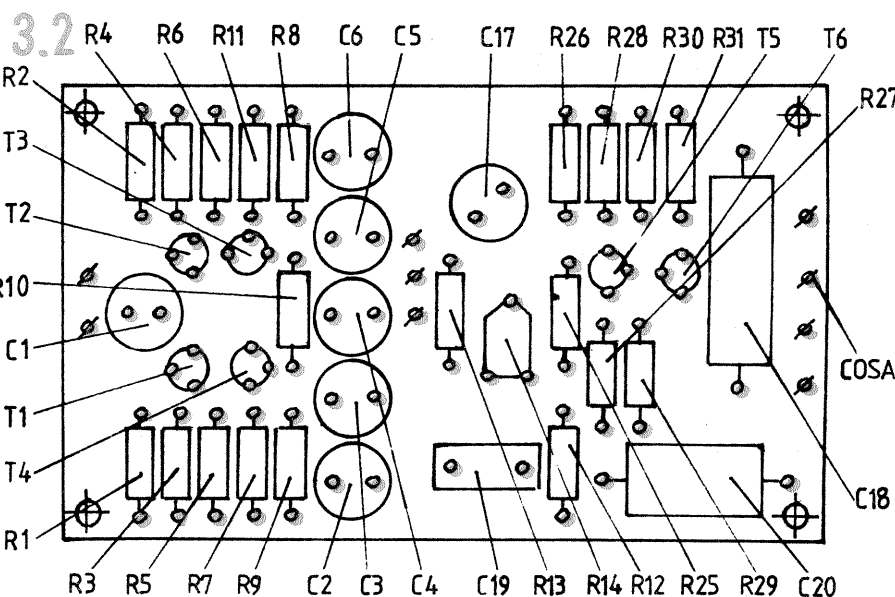 3.2 R4 R6 R11 R8 C6 C5 C17 R26 R28 R30 R31 T5 T6
R2
R27
T3
T2
R10
C1
COSA
T1
T4
C18
R1
R3 R5 R7 R9 C2 C3 C4 C19 R13 R14 R12 R25 R29 C20